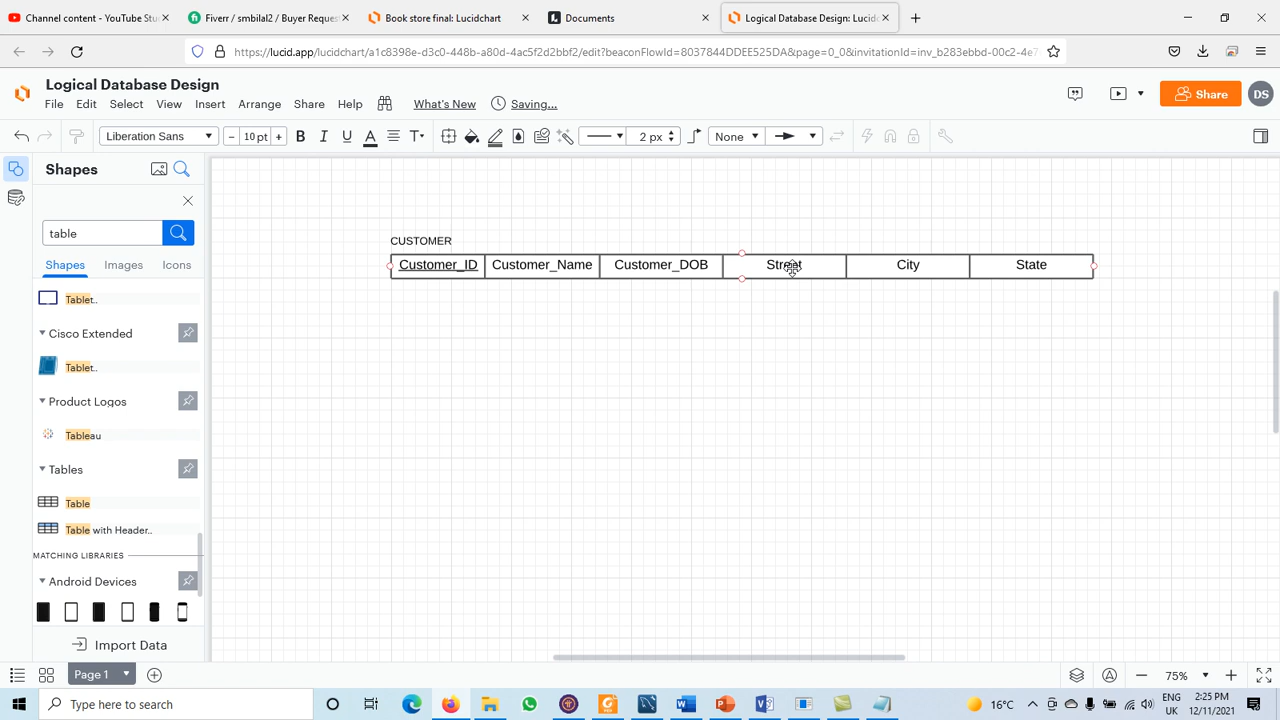 Channel content - YouTube Stu
Fiverr / smbilal2 / Buyer Reques
Book store final: Lucidchart
Documents
Logical Database Design: Lucid
https://lucid.app/lucidchart/a1c8398e-d3c0-448b-a80d-4ac5f2d2bbf2/edit?beaconFlowId=8037844DDEE525DA&page=0_0&invitationId=inv_b283ebbd-00c2-4e7
Logical Database Design
File Edit Select View Insert Arrange Share Help What's New Saving...
Share
DS
Liberation Sans 10 pt B I U A T 2 px None
Shapes
table
Shapes Images Icons
Tablet..
Cisco Extended
Tablet..
Product Logos
Tableau
Tables
Table
Table with Header..
MATCHING LIBRARIES
Android Devices
Import Data
CUSTOMER
Customer_ID Customer_Name Customer_DOB Street City State
Page 1
75%
Type here to search
16°C
ENG
UK
2:25 PM
12/11/2021